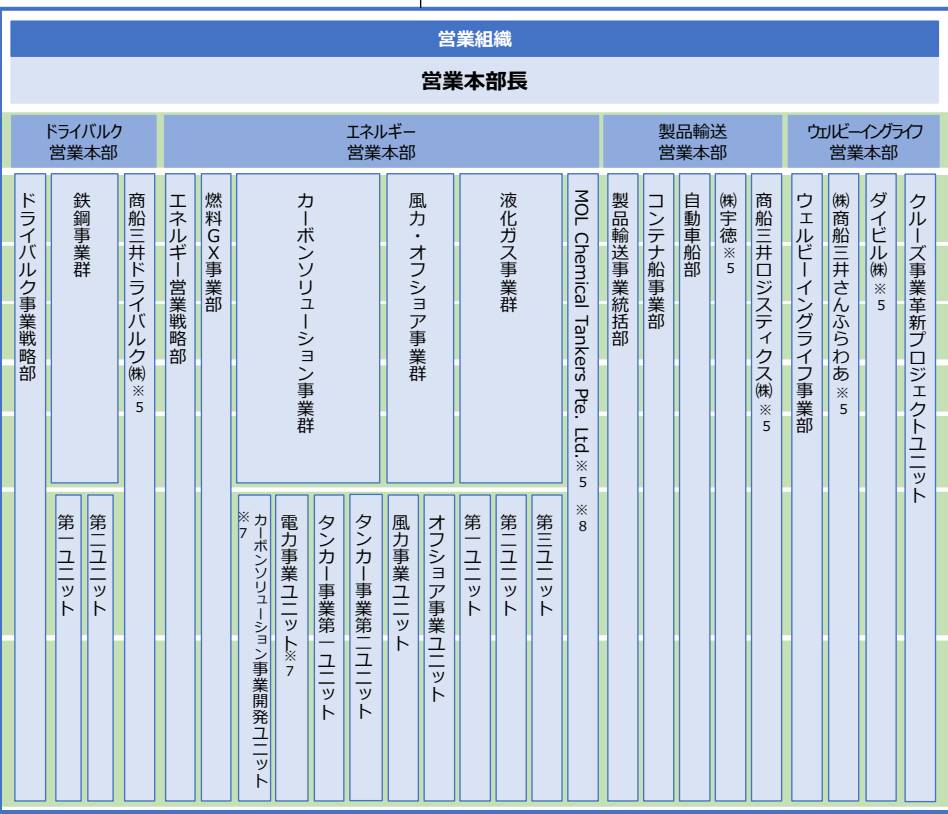 営業組織
営業本部長
ドライバルク
営業本部
エネルギー
営業本部
製品輸送
営業本部
ウェルビーイングライフ
営業本部
ドライバルク事業戦略部
鉄鋼事業群
商船三井ドライバルク㈱※5
エネルギー営業戦略部
燃料GX事業部
カーボンソリューション事業群
風力・オフショア事業群
液化ガス事業群
MOL Chemical Tankers Pte. Ltd.※5 ※8
製品輸送事業統括部
コンテナ船事業部
自動車船部
㈱宇徳※5
商船三井ロジスティクス㈱※5
ウェルビーイングライフ事業部
㈱商船三井さんふらわあ※5
ダイビル㈱※5
クルーズ事業革新プロジェクトユニット
第一ユニット
第二ユニット
カーボンソリューション事業開発ユニット
※7
電力事業ユニット※7
タンカー事業第一ユニット
タンカー事業第二ユニット
風力事業ユニット
オフショア事業ユニット
第一ユニット
第二ユニット
第三ユニット